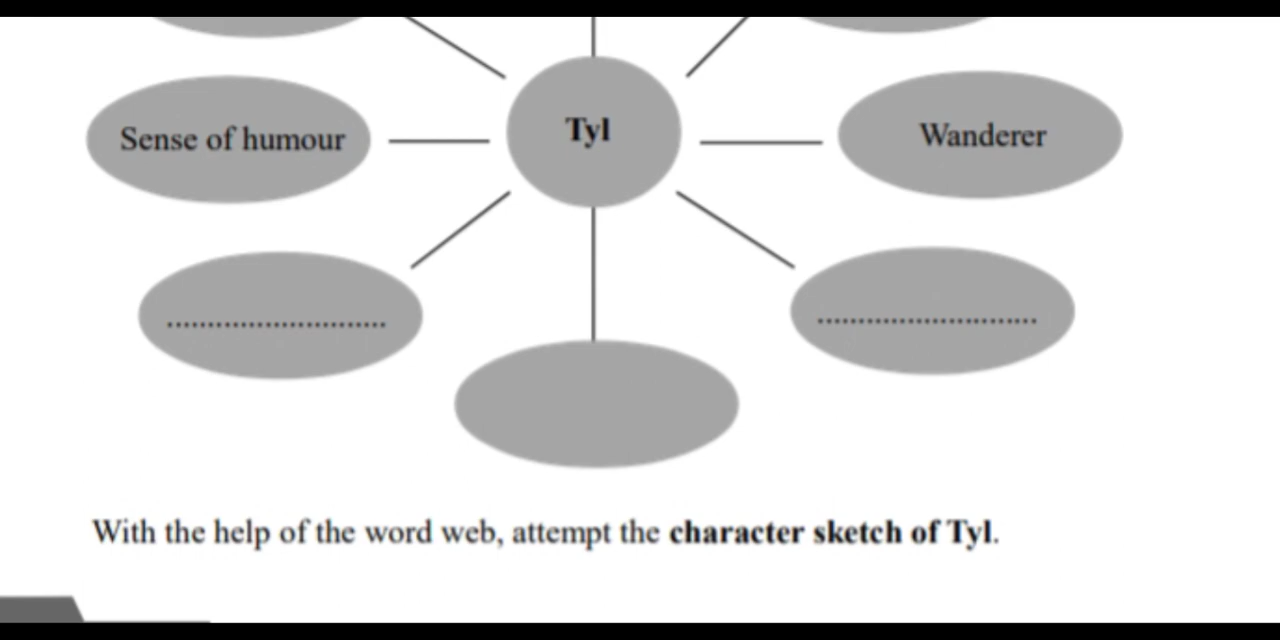 Tyl
Sense of humour
Wanderer
...........................
...........................
With the help of the word web, attempt the character sketch of Tyl.